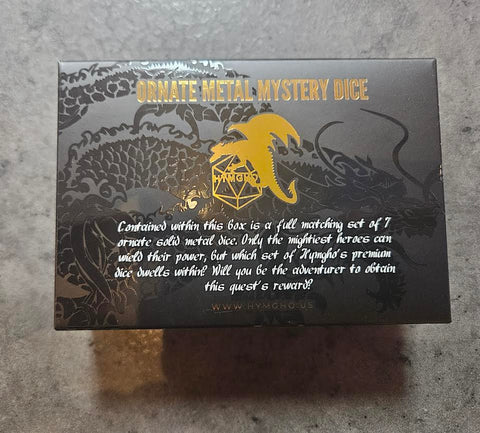 ORNATE METAL MYSTERY DICE
HYMGHO
Contained within this box is a full matching set of 7
ornate solid metal dice. Only the mightiest heroes can
wield their power, but which set of Hymgho's premium
dice dwells within? Will you be the adventurer to obtain
this quest's reward?
WWW.HYMGHO.US